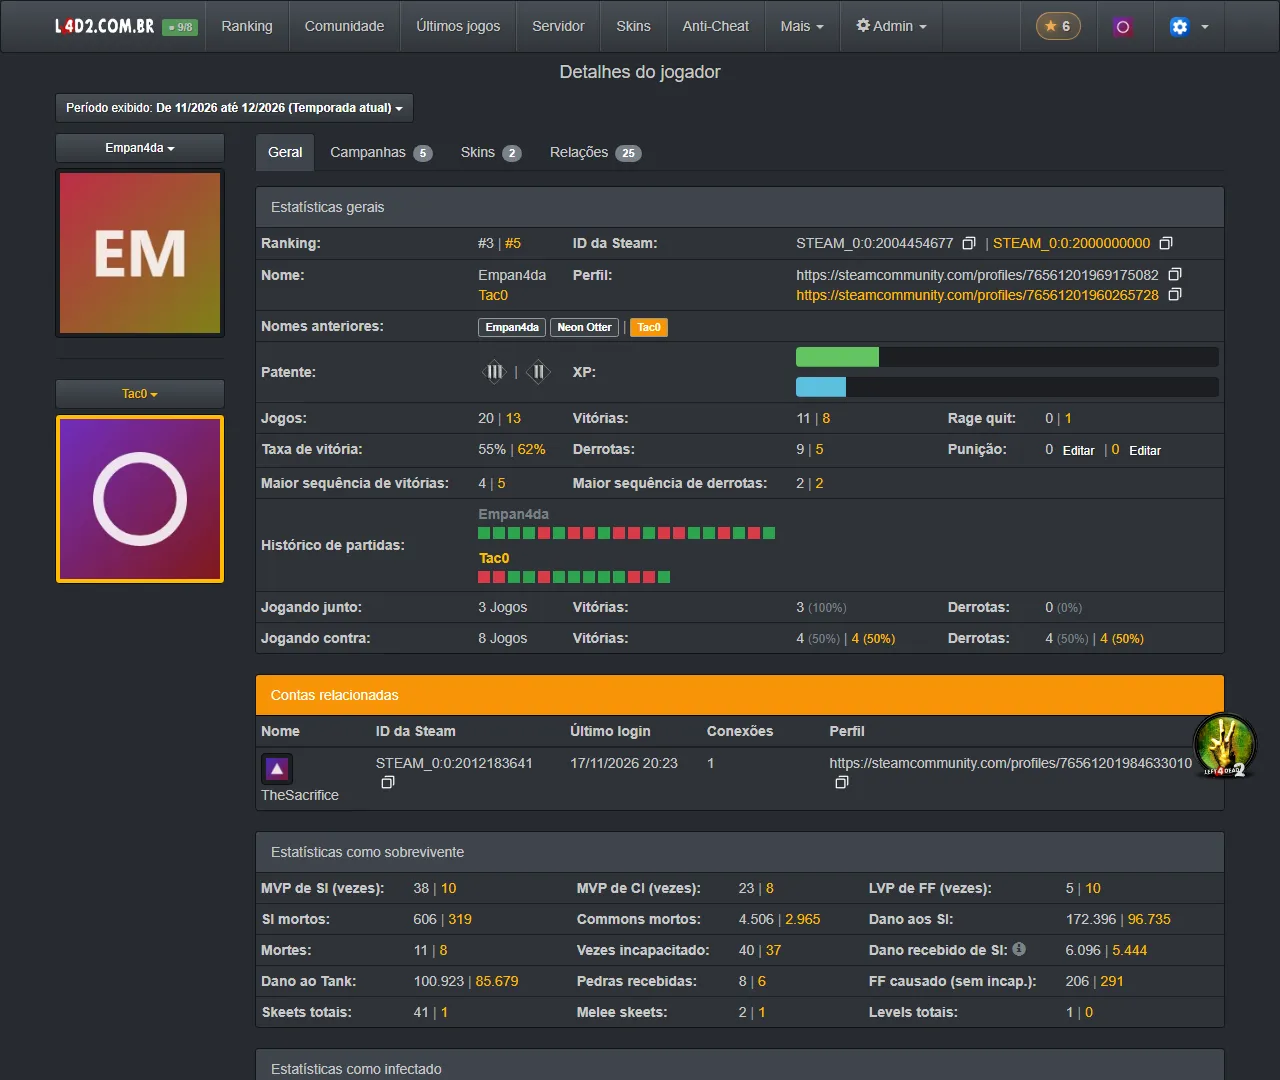 L4D2.COM.BR 9/8 Ranking Comunidade Últimos jogos Servidor Skins Anti-Cheat Mais Admin 6
Detalhes do jogador
Período exibido: De 11/2026 até 12/2026 (Temporada atual)
Empan4da
EM
Tac0
Geral Campanhas 5 Skins 2 Relações 25
Estatísticas gerais
Ranking: #3 | #5 ID da Steam: STEAM_0:0:2004454677 | STEAM_0:0:2000000000
Nome: Empan4da Perfil: https://steamcommunity.com/profiles/76561201969175082
Tac0 https://steamcommunity.com/profiles/76561201960265728
Nomes anteriores: Empan4da Neon Otter | Tac0
Patente: III | II XP:
Jogos: 20 | 13 Vitórias: 11 | 8 Rage quit: 0 | 1
Taxa de vitória: 55% | 62% Derrotas: 9 | 5 Punição: 0 Editar | 0 Editar
Maior sequência de vitórias: 4 | 5 Maior sequência de derrotas: 2 | 2
Histórico de partidas: Empan4da
Tac0
Jogando junto: 3 Jogos Vitórias: 3 (100%) Derrotas: 0 (0%)
Jogando contra: 8 Jogos Vitórias: 4 (50%) | 4 (50%) Derrotas: 4 (50%) | 4 (50%)
Contas relacionadas
Nome ID da Steam Último login Conexões Perfil
TheSacrifice STEAM_0:0:2012183641 17/11/2026 20:23 1 https://steamcommunity.com/profiles/76561201984633010
LEFT 4 DEAD 2
Estatísticas como sobrevivente
MVP de SI (vezes): 38 | 10 MVP de CI (vezes): 23 | 8 LVP de FF (vezes): 5 | 10
SI mortos: 606 | 319 Commons mortos: 4.506 | 2.965 Dano aos SI: 172.396 | 96.735
Mortes: 11 | 8 Vezes incapacitado: 40 | 37 Dano recebido de SI: 6.096 | 5.444
Dano ao Tank: 100.923 | 85.679 Pedras recebidas: 8 | 6 FF causado (sem incap.): 206 | 291
Skeets totais: 41 | 1 Melee skeets: 2 | 1 Levels totais: 1 | 0
Estatísticas como infectado